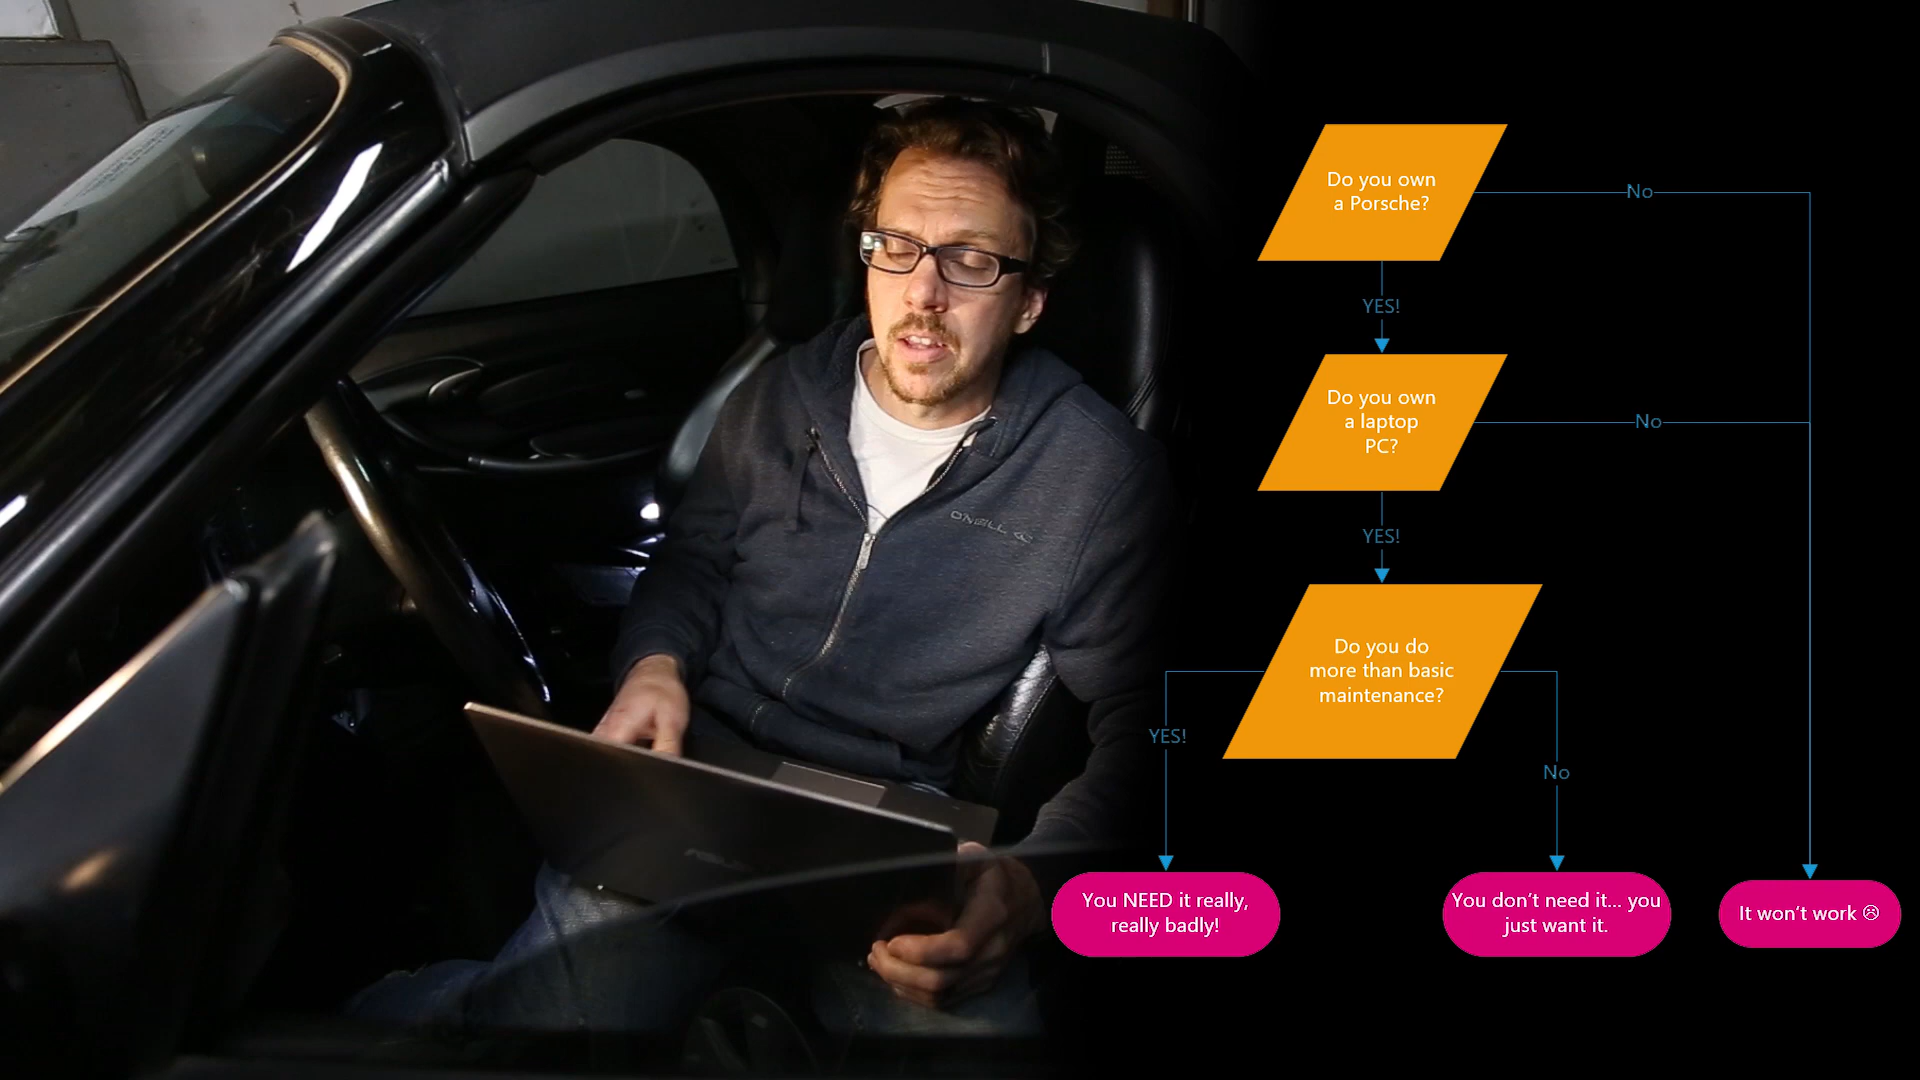 Do you own
a Porsche?
No
YES!
Do you own
a laptop
PC?
No
YES!
Do you do
more than basic
maintenance?
YES!
No
You NEED it really,
really badly!
You don't need it... you
just want it.
It won't work ☹
O'NEILL